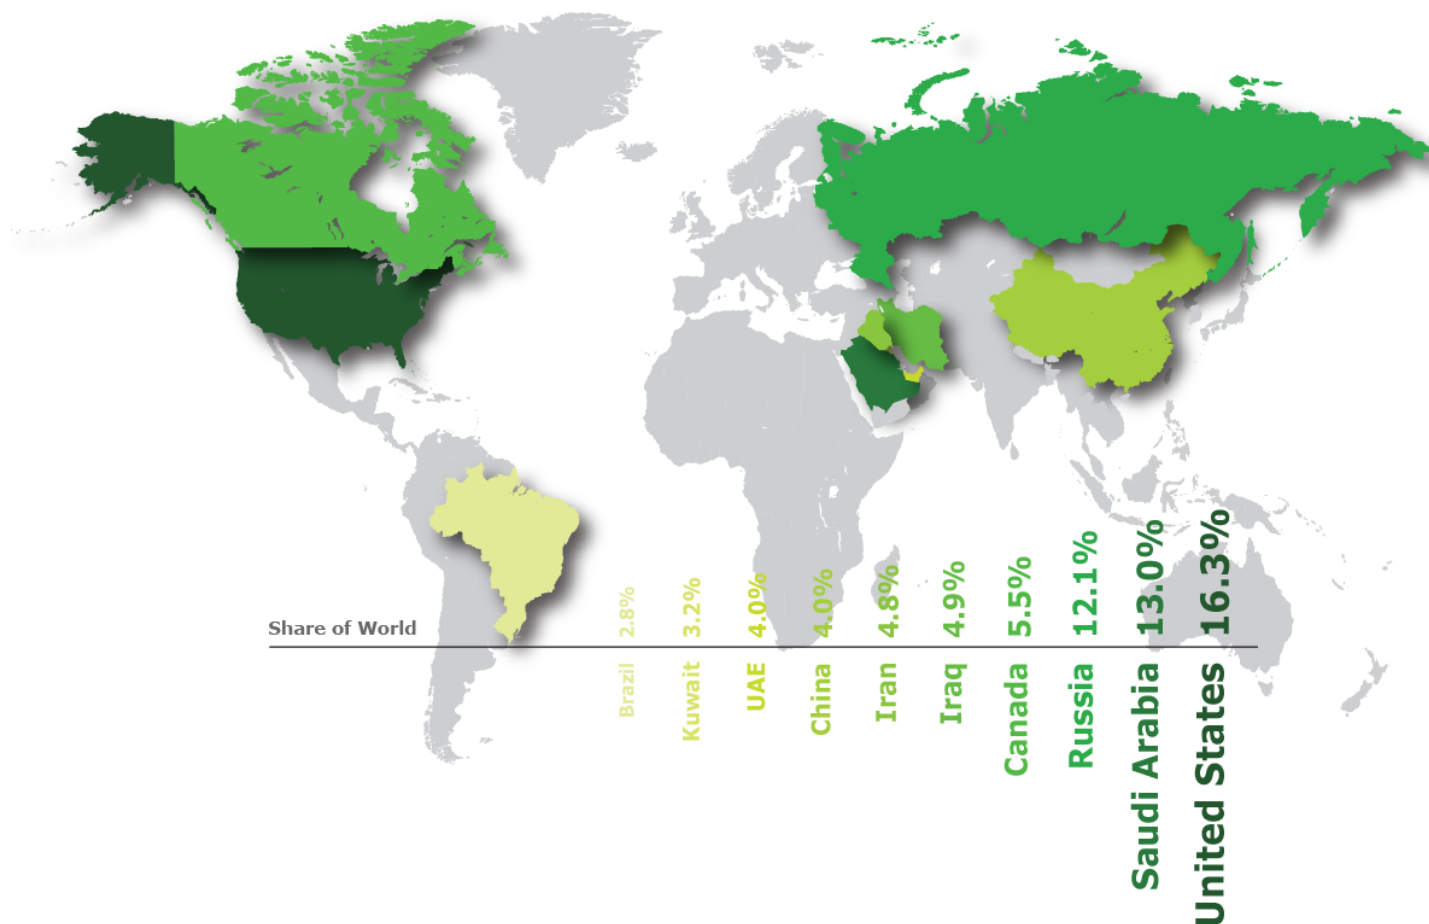 Share of World
2.8%
3.2%
4.0%
4.0%
4.8%
4.9%
5.5%
12.1%
13.0%
16.3%
Brazil
Kuwait
UAE
China
Iran
Iraq
Canada
Russia
Saudi Arabia
United States